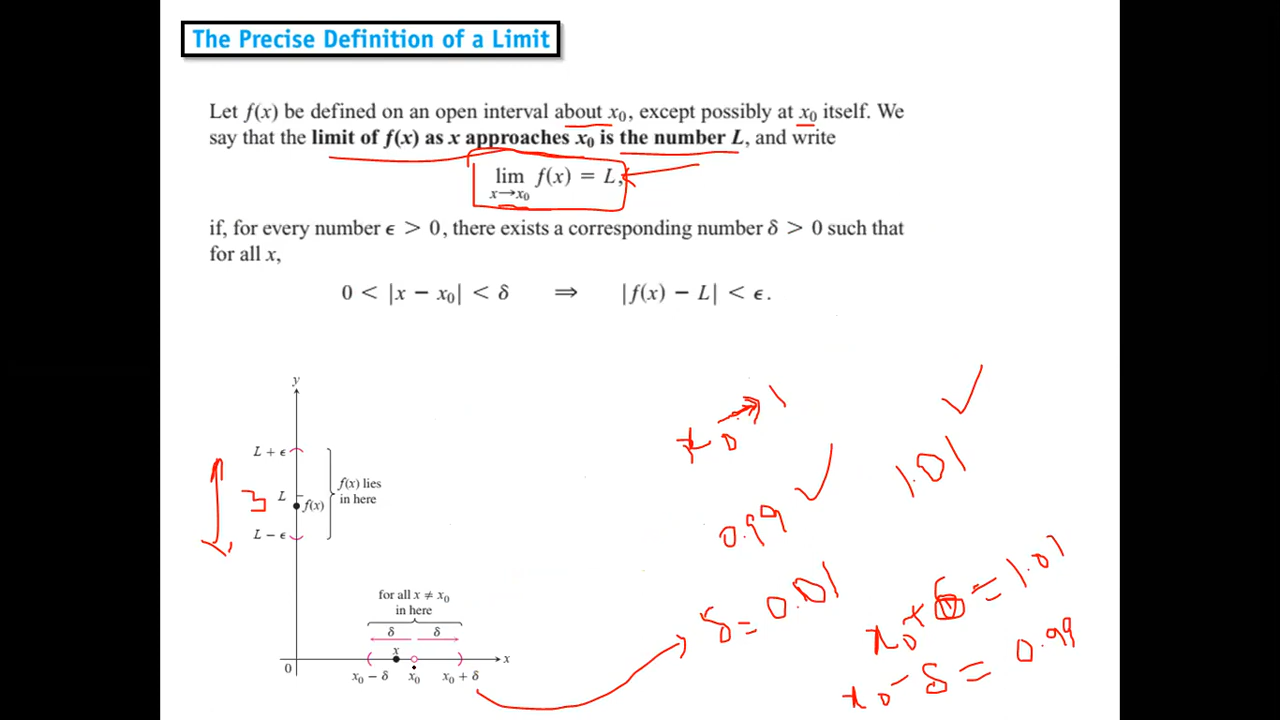 The Precise Definition of a Limit
Let f(x) be defined on an open interval about x₀, except possibly at x₀ itself. We
say that the limit of f(x) as x approaches x₀ is the number L, and write
lim f(x) = L,
x→x₀
if, for every number ϵ > 0, there exists a corresponding number δ > 0 such that
for all x,
0 < |x − x₀| < δ ⇒ |f(x) − L| < ϵ.
y
L + ϵ
f(x) lies
in here
L
f(x)
3
L − ϵ
for all x ≠ x₀
in here
δ δ
x
0
x
x₀ − δ x₀ x₀ + δ
x₀ → 1
0.99 ✓
1.01 ✓
δ = 0.01
x₀ + δ = 1.01
x₀ − δ = 0.99